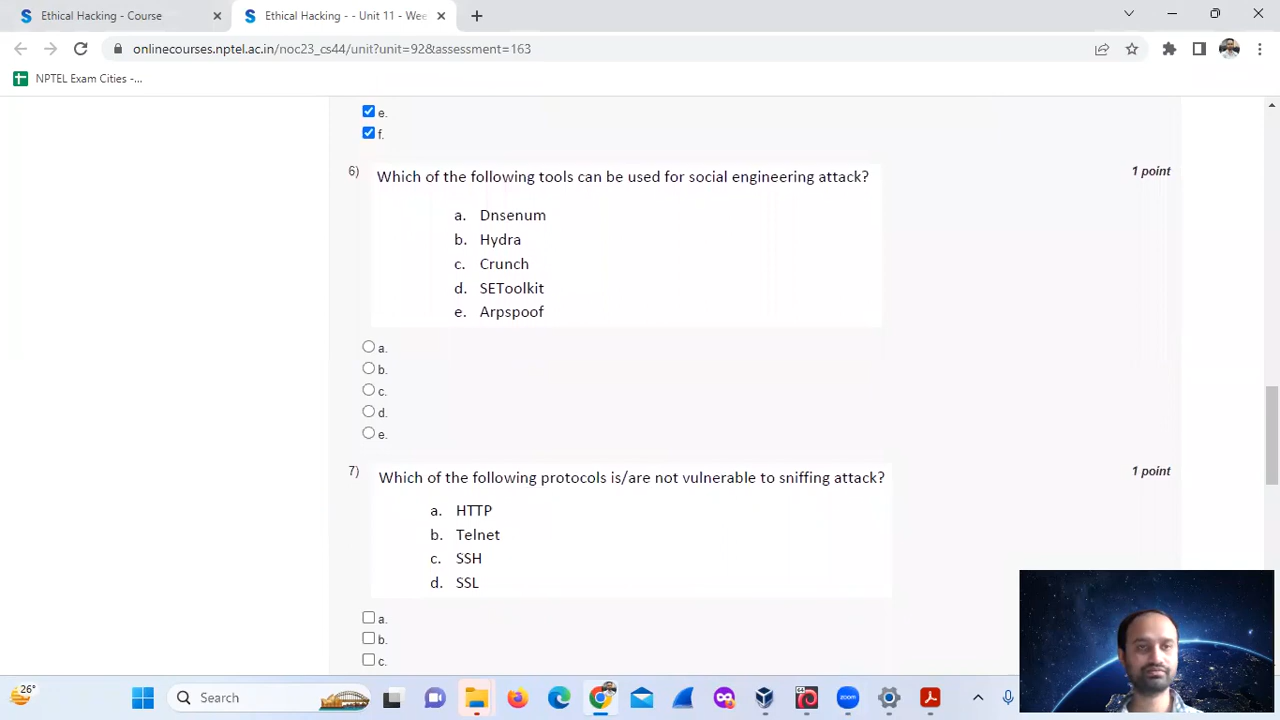 Ethical Hacking - Course
Ethical Hacking - - Unit 11 - Wee
onlinecourses.nptel.ac.in/noc23_cs44/unit?unit=92&assessment=163
NPTEL Exam Cities -...
e.
f.
6) Which of the following tools can be used for social engineering attack? 1 point
a. Dnsenum
b. Hydra
c. Crunch
d. SEToolkit
e. Arpspoof
a.
b.
c.
d.
e.
7) Which of the following protocols is/are not vulnerable to sniffing attack? 1 point
a. HTTP
b. Telnet
c. SSH
d. SSL
a.
b.
c.
26°
Search
zoom